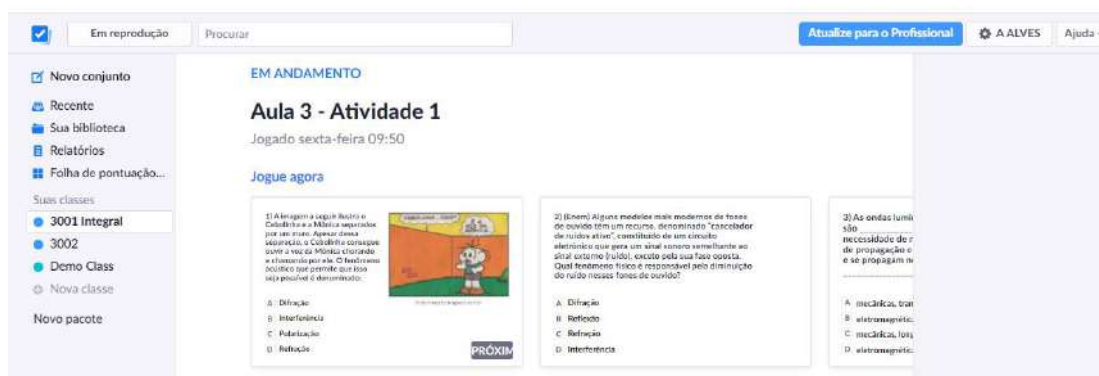 Em reprodução
Procurar
Atualize para o Profissional
A ALVES
Ajuda
Novo conjunto
Recente
Sua biblioteca
Relatórios
Folha de pontuação...
Suas classes
3001 Integral
3002
Demo Class
Nova classe
Novo pacote
EM ANDAMENTO
Aula 3 - Atividade 1
Jogado sexta-feira 09:50
Jogue agora
1) A imagem a seguir ilustra o
Cebolinha e a Mônica separados
por um muro. Apesar dessa
separação, o Cebolinha consegue
ouvir a voz da Mônica chorando
e chamando por ele. O fenômeno
acústico que permite que isso
seja possível é denominado:
A Difração
B Interferência
C Polarização
D Refração
PRÓXIM
2) (Enem) Alguns modelos mais modernos de fones
de ouvido têm um recurso, denominado "cancelador
de ruídos ativo", constituído de um circuito
eletrônico que gera um sinal sonoro semelhante ao
sinal externo (ruído), exceto pela sua fase oposta.
Qual fenômeno físico é responsável pela diminuição
do ruído nesses fones de ouvido?
A Difração
B Reflexão
C Refração
D Interferência
3) As ondas lumin
são
necessidade de r
de propagação e
e se propagam n
A mecânicas, tran
B eletromagnétic
C mecânicas, long
D eletromagnétic